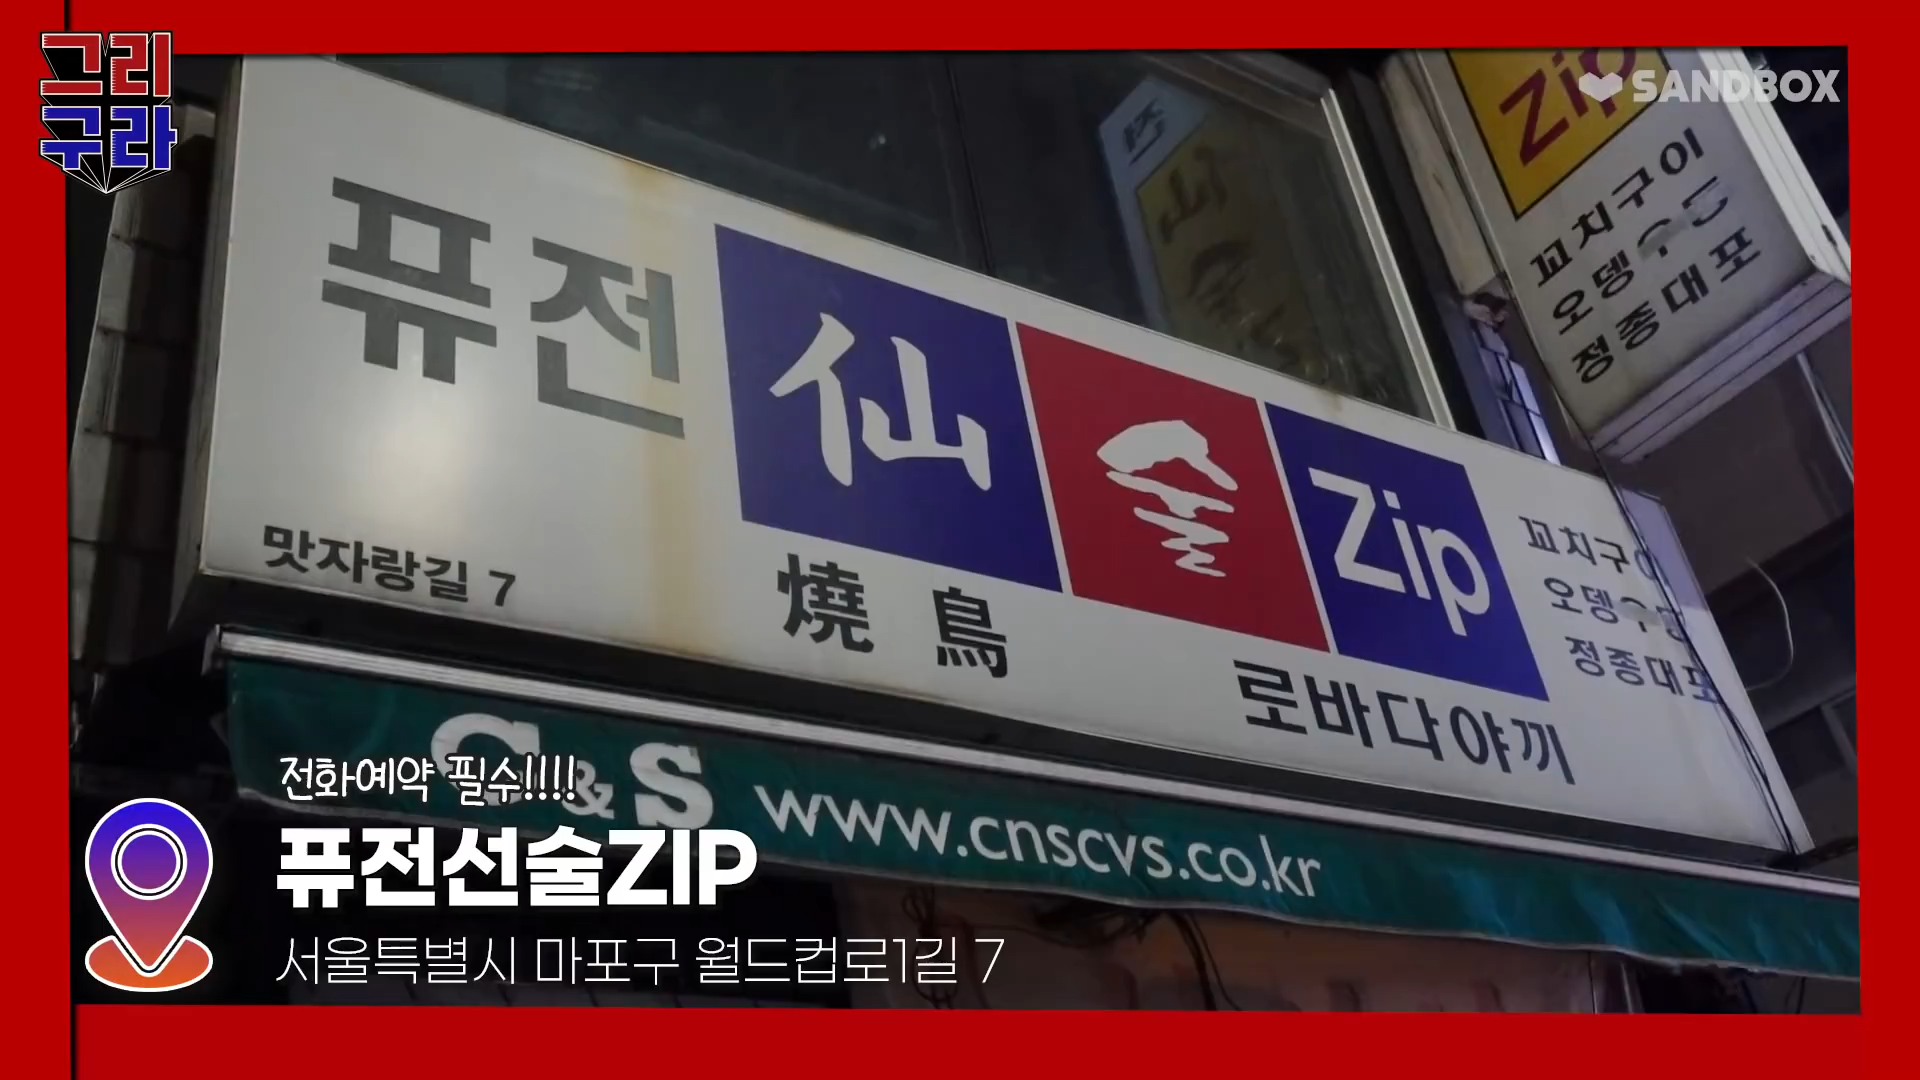 그리
구라
SANDBOX
Zip
꼬치구이
오뎅
정종대포
퓨전 仙 술 Zip
맛자랑길 7
燒 鳥
로바다야끼
꼬치구이
오뎅
정종대포
C&S www.cnscvs.co.kr
전화예약 필수!!!!
퓨전선술ZIP
서울특별시 마포구 월드컵로1길 7